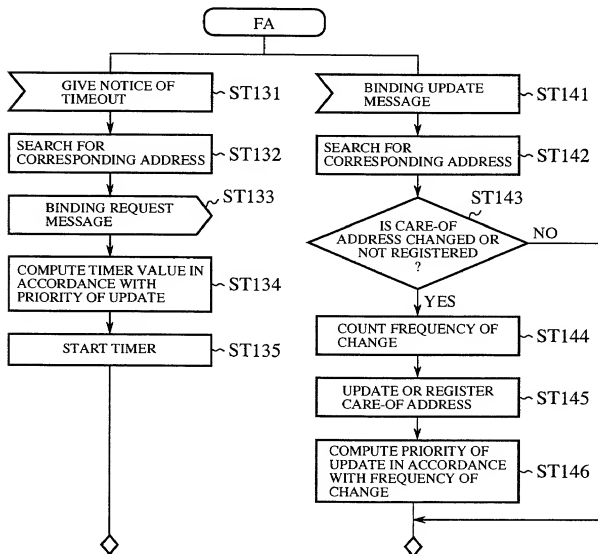 FA
GIVE NOTICE OF
TIMEOUT
ST131
SEARCH FOR
CORRESPONDING ADDRESS
ST132
BINDING REQUEST
MESSAGE
ST133
COMPUTE TIMER VALUE IN
ACCORDANCE WITH
PRIORITY OF UPDATE
ST134
START TIMER
ST135
BINDING UPDATE
MESSAGE
ST141
SEARCH FOR
CORRESPONDING ADDRESS
ST142
ST143
IS CARE-OF
ADDRESS CHANGED OR
NOT REGISTERED
?
NO
YES
COUNT FREQUENCY OF
CHANGE
ST144
UPDATE OR REGISTER
CARE-OF ADDRESS
ST145
COMPUTE PRIORITY OF
UPDATE IN ACCORDANCE
WITH FREQUENCY OF
CHANGE
ST146